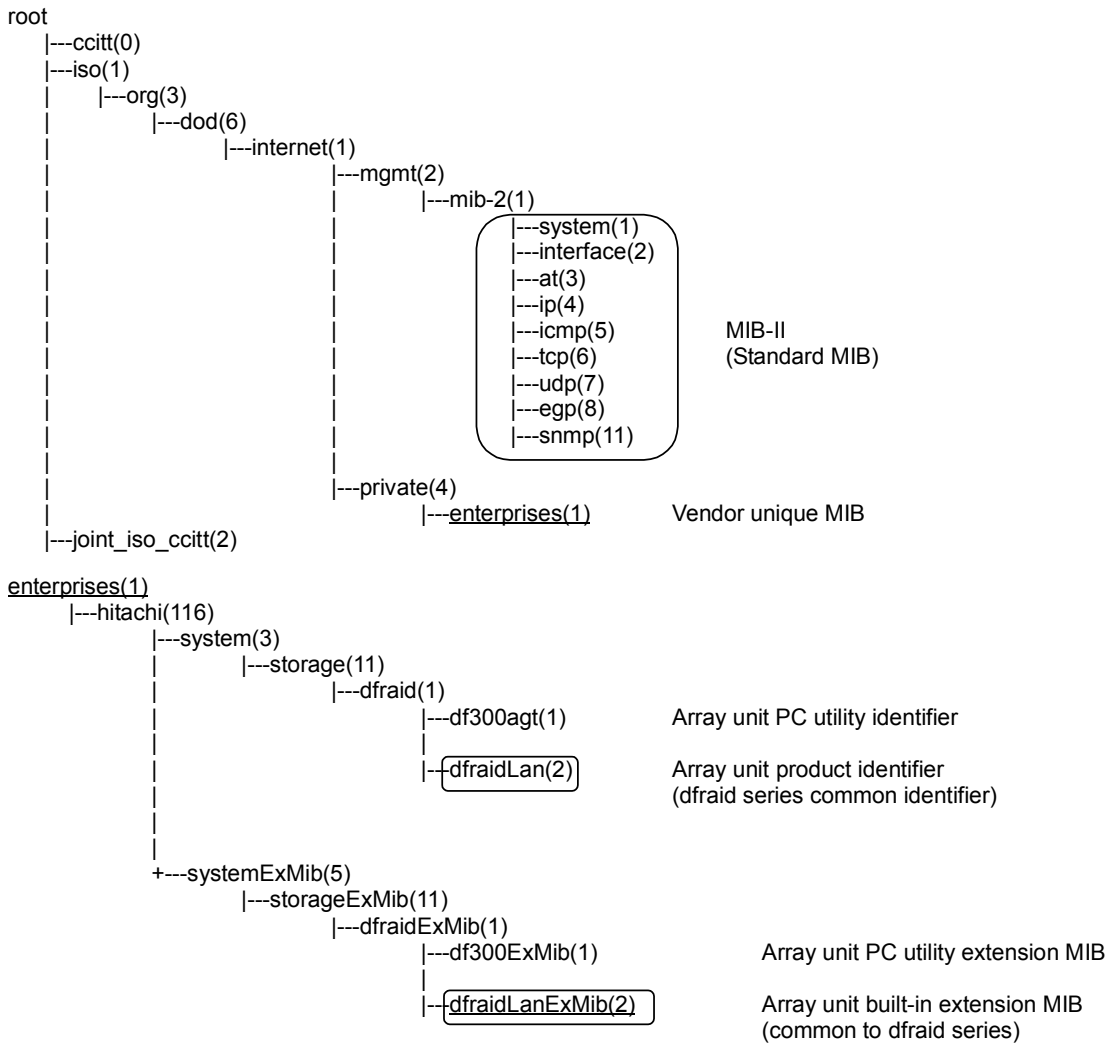 root
|---ccitt(0)
|---iso(1)
| |---org(3)
| |---dod(6)
| |---internet(1)
| |---mgmt(2)
| | |---mib-2(1)
| | |---system(1)
| | |---interface(2)
| | |---at(3)
| | |---ip(4)
| | |---icmp(5) MIB-II
| | |---tcp(6) (Standard MIB)
| | |---udp(7)
| | |---egp(8)
| | |---snmp(11)
| |
| |---private(4)
| |---enterprises(1) Vendor unique MIB
|---joint_iso_ccitt(2)
enterprises(1)
|---hitachi(116)
|---system(3)
| |---storage(11)
| |---dfraid(1)
| |---df300agt(1) Array unit PC utility identifier
| |
| |---dfraidLan(2) Array unit product identifier
| (dfraid series common identifier)
|
|
+---systemExMib(5)
|---storageExMib(11)
|---dfraidExMib(1)
|---df300ExMib(1) Array unit PC utility extension MIB
|
|---dfraidLanExMib(2) Array unit built-in extension MIB
(common to dfraid series)